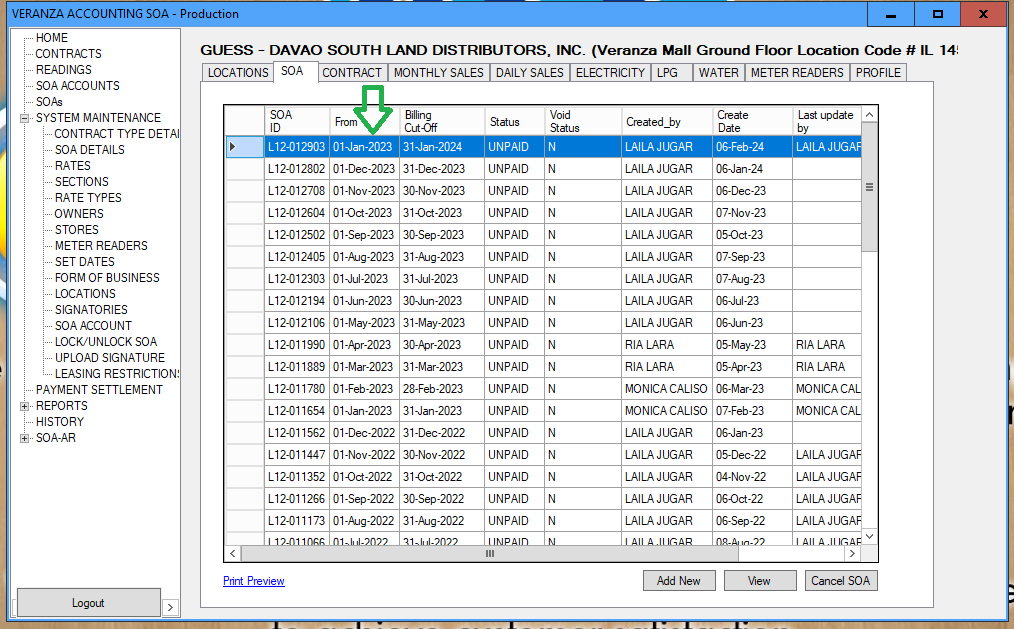 VERANZA ACCOUNTING SOA - Production
HOME
CONTRACTS
READINGS
SOA ACCOUNTS
SOAs
SYSTEM MAINTENANCE
CONTRACT TYPE DETAI
SOA DETAILS
RATES
SECTIONS
RATE TYPES
OWNERS
STORES
METER READERS
SET DATES
FORM OF BUSINESS
LOCATIONS
SIGNATORIES
SOA ACCOUNT
LOCK/UNLOCK SOA
UPLOAD SIGNATURE
LEASING RESTRICTIONS
PAYMENT SETTLEMENT
REPORTS
HISTORY
SOA-AR
Logout
GUESS - DAVAO SOUTH LAND DISTRIBUTORS, INC. (Veranza Mall Ground Floor Location Code # IL 145
LOCATIONS SOA CONTRACT MONTHLY SALES DAILY SALES ELECTRICITY LPG WATER METER READERS PROFILE
SOA ID From Billing Cut-Off Status Void Status Created_by Create Date Last update by
L12-012903 01-Jan-2023 31-Jan-2024 UNPAID N LAILA JUGAR 06-Feb-24 LAILA JUGAR
L12-012802 01-Dec-2023 31-Dec-2023 UNPAID N LAILA JUGAR 06-Jan-24
L12-012708 01-Nov-2023 30-Nov-2023 UNPAID N LAILA JUGAR 06-Dec-23
L12-012604 01-Oct-2023 31-Oct-2023 UNPAID N LAILA JUGAR 07-Nov-23
L12-012502 01-Sep-2023 30-Sep-2023 UNPAID N LAILA JUGAR 05-Oct-23
L12-012405 01-Aug-2023 31-Aug-2023 UNPAID N LAILA JUGAR 07-Sep-23
L12-012303 01-Jul-2023 31-Jul-2023 UNPAID N LAILA JUGAR 07-Aug-23
L12-012194 01-Jun-2023 30-Jun-2023 UNPAID N LAILA JUGAR 06-Jul-23
L12-012106 01-May-2023 31-May-2023 UNPAID N LAILA JUGAR 06-Jun-23
L12-011990 01-Apr-2023 30-Apr-2023 UNPAID N RIA LARA 05-May-23 RIA LARA
L12-011889 01-Mar-2023 31-Mar-2023 UNPAID N RIA LARA 05-Apr-23 RIA LARA
L12-011780 01-Feb-2023 28-Feb-2023 UNPAID N MONICA CALISO 06-Mar-23 MONICA CAL
L12-011654 01-Jan-2023 31-Jan-2023 UNPAID N MONICA CALISO 07-Feb-23 MONICA CAL
L12-011562 01-Dec-2022 31-Dec-2022 UNPAID N LAILA JUGAR 06-Jan-23
L12-011447 01-Nov-2022 30-Nov-2022 UNPAID N LAILA JUGAR 05-Dec-22 LAILA JUGAR
L12-011352 01-Oct-2022 31-Oct-2022 UNPAID N LAILA JUGAR 04-Nov-22 LAILA JUGAR
L12-011266 01-Sep-2022 30-Sep-2022 UNPAID N LAILA JUGAR 06-Oct-22 LAILA JUGAR
L12-011173 01-Aug-2022 31-Aug-2022 UNPAID N LAILA JUGAR 06-Sep-22 LAILA JUGAR
L12-011066 01-Jul-2022 31-Jul-2022 UNPAID N LAILA JUGAR 08-Aug-22 LAILA JUGAR
Print Preview Add New View Cancel SOA